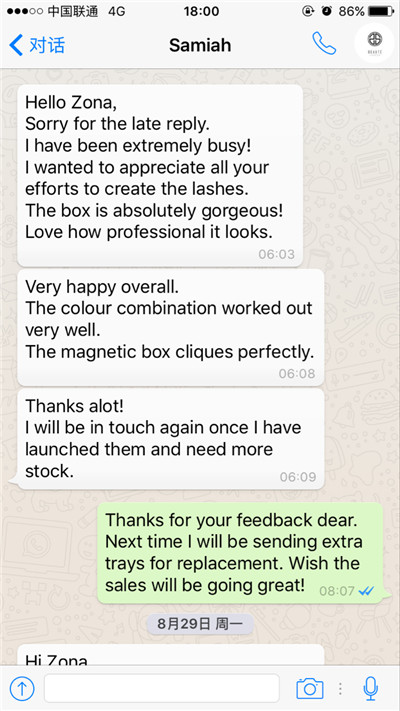 中国联通 4G 18:00 86%
对话 Samiah
Hello Zona,
Sorry for the late reply.
I have been extremely busy!
I wanted to appreciate all your
efforts to create the lashes.
The box is absolutely gorgeous!
Love how professional it looks.
06:03
Very happy overall.
The colour combination worked out
very well.
The magnetic box cliques perfectly.
06:08
Thanks alot!
I will be in touch again once I have
launched them and need more
stock.
06:09
Thanks for your feedback dear.
Next time I will be sending extra
trays for replacement. Wish the
sales will be going great!
08:07
8月29日 周一
Hi Zona